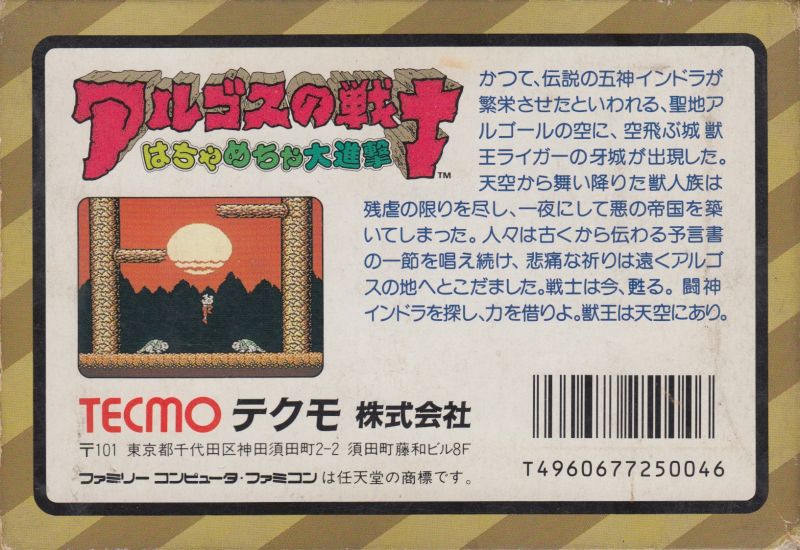 アルゴスの戦士
はちゃめちゃ大進撃
TM
かつて、伝説の五神インドラが
繁栄させたといわれる、聖地ア
ルゴールの空に、空飛ぶ城獣
王ライガーの牙城が出現した。
天空から舞い降りた獣人族は
残虐の限りを尽し、一夜にして悪の帝国を築
いてしまった。人々は古くから伝わる予言書
の一節を唱え続け、悲痛な祈りは遠くアルゴ
スの地へとこだました。戦士は今、甦る。闘神
インドラを探し、力を借りよ。獣王は天空にあり。
TECMO テクモ 株式会社
〒101 東京都千代田区神田須田町2-2 須田町藤和ビル8F
ファミリー コンピュータ・ファミコン は任天堂の商標です。
T4960677250046